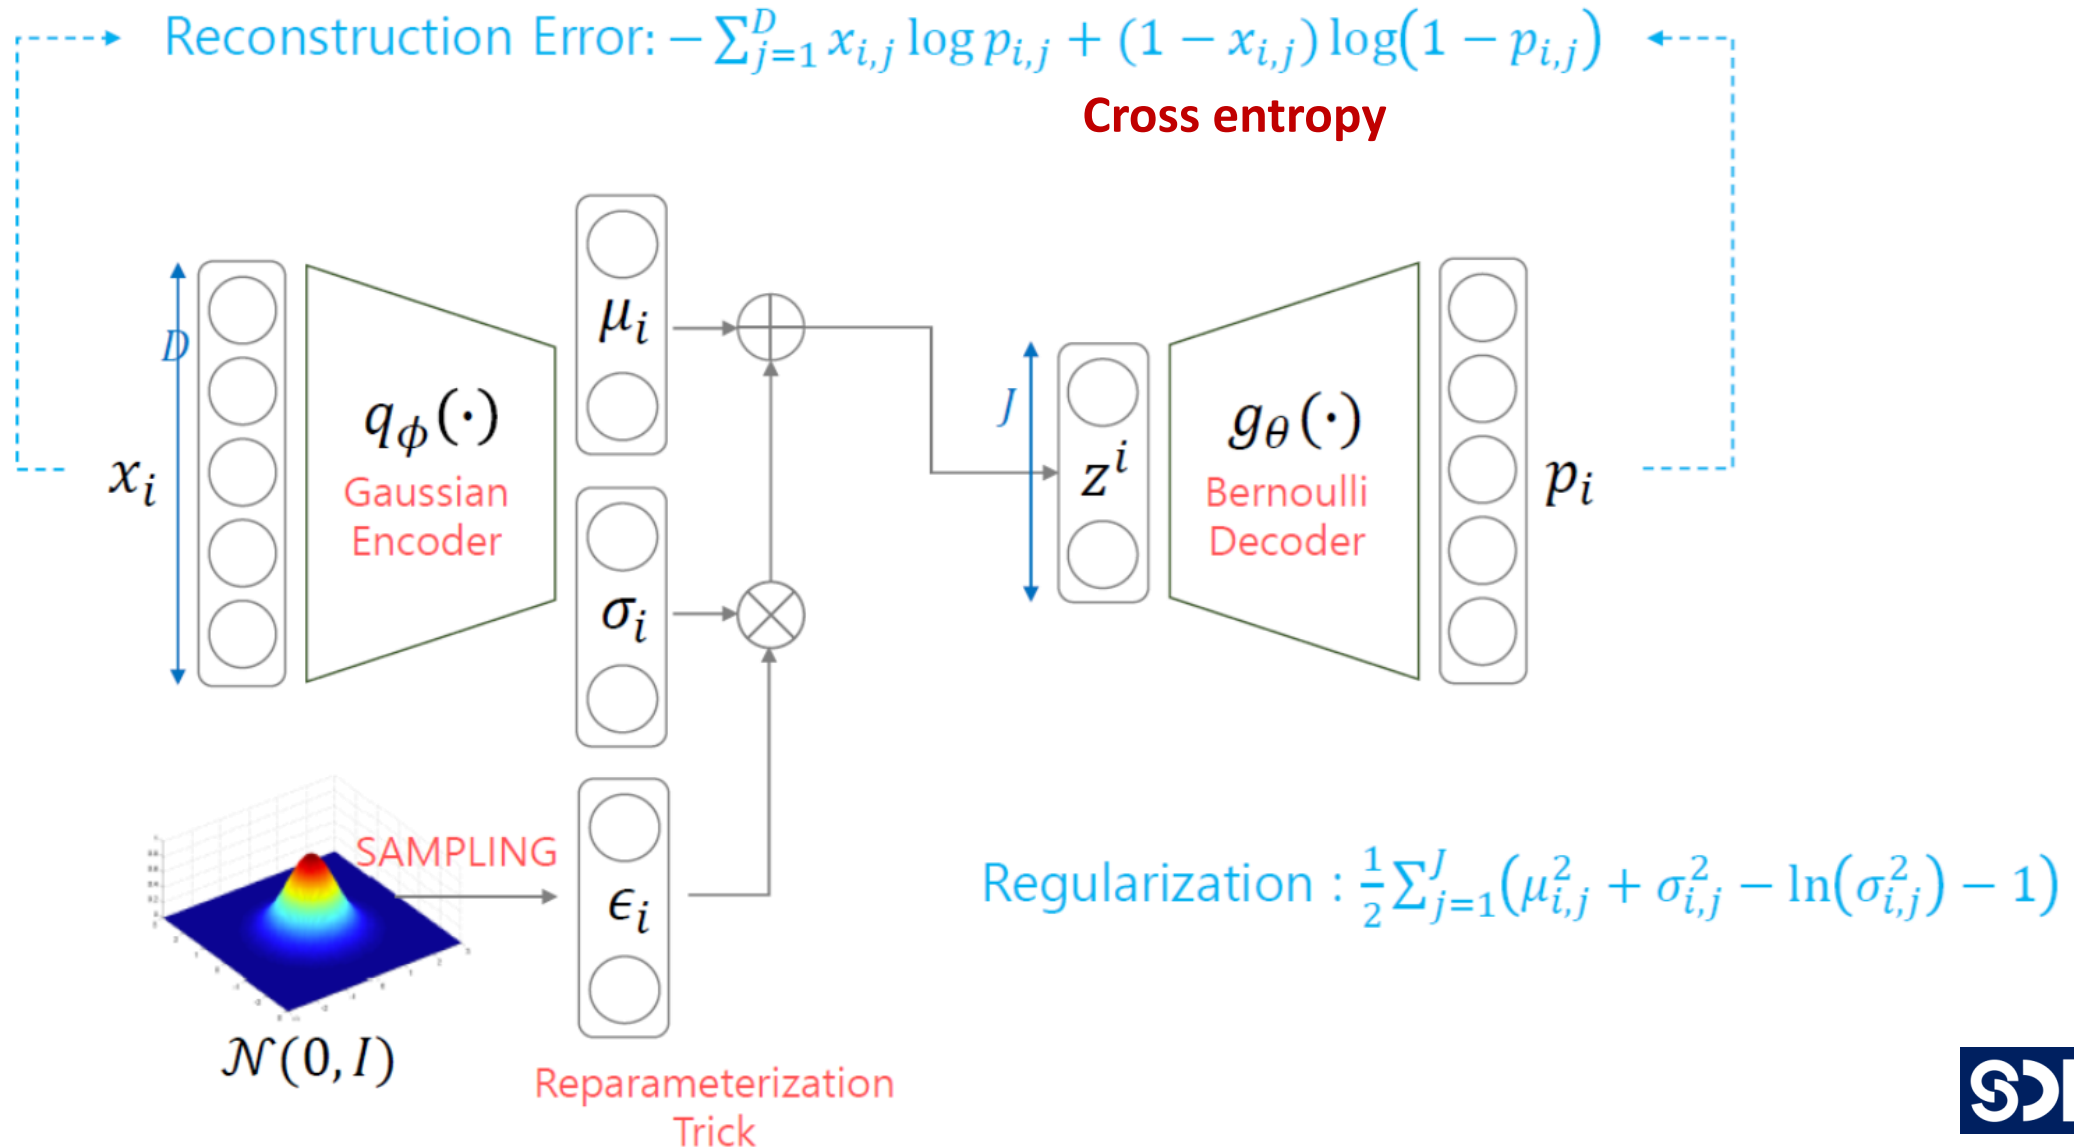 Reconstruction Error: − ∑_{j=1}^{D} x_{i,j} log p_{i,j} + (1 − x_{i,j}) log(1 − p_{i,j})
Cross entropy
D
x_i
q_ϕ(·)
Gaussian
Encoder
μ_i
σ_i
J
z^i
g_θ(·)
Bernoulli
Decoder
p_i
SAMPLING
ϵ_i
𝒩(0, I)
Reparameterization
Trick
Regularization : 1/2 ∑_{j=1}^{J} (μ_{i,j}^2 + σ_{i,j}^2 − ln(σ_{i,j}^2) − 1)